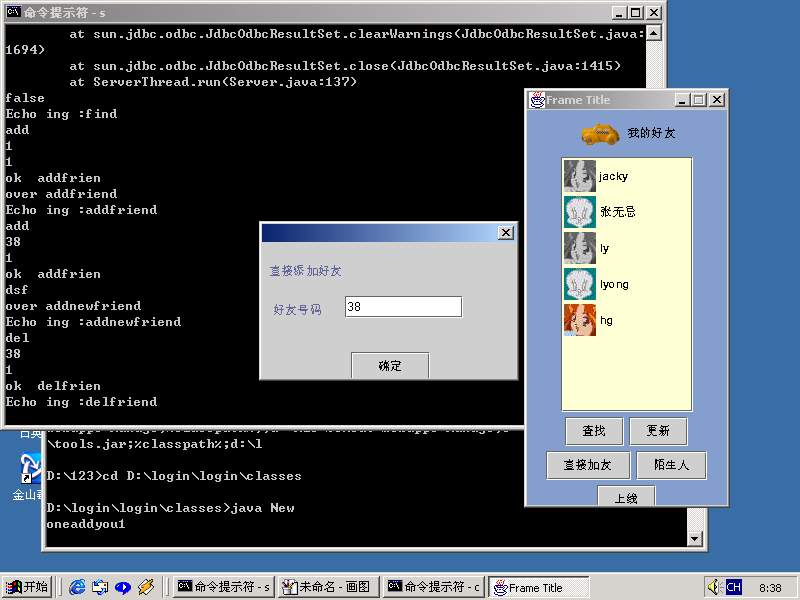 命令提示符 - s
at sun.jdbc.odbc.JdbcOdbcResultSet.clearWarnings(JdbcOdbcResultSet.java:
1694)
at sun.jdbc.odbc.JdbcOdbcResultSet.close(JdbcOdbcResultSet.java:1415)
at ServerThread.run(Server.java:137)
false
Echo ing :find
add
1
1
ok  addfrien
over addfriend
Echo ing :addfriend
add
38
1
ok  addfrien
dsf
over addnewfriend
Echo ing :addnewfriend
del
38
1
ok  delfrien
Echo ing :delfriend
直接添加好友
好友号码
38
确定
Frame Title
我的好友
jacky
张无忌
ly
lyong
hg
查找
更新
直接加友
陌生人
上线
\tools.jar;%classpath%;d:\l
D:\123>cd D:\login\login\classes
D:\login\login\classes>java New
oneaddyou1
金山
开始
命令提示符 - s
未命名 - 画图
命令提示符 - c
Frame Title
CH
8:38